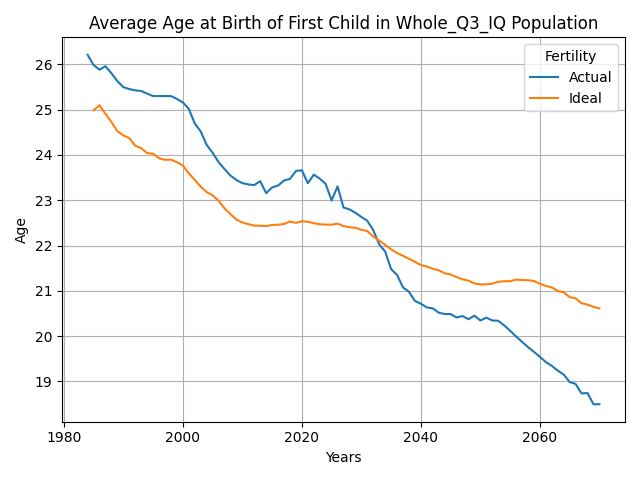 Average Age at Birth of First Child in Whole_Q3_IQ Population
Fertility
Actual
Ideal
Age
26
25
24
23
22
21
20
19
1980
2000
2020
2040
2060
Years